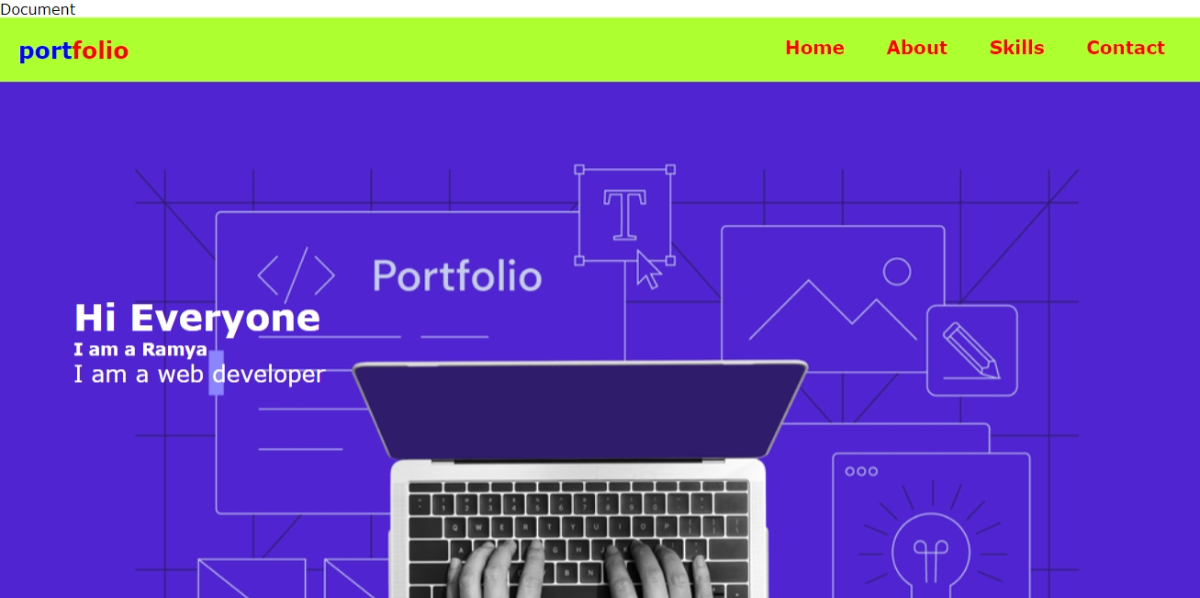 Document
portfolio
Home About Skills Contact
T
Portfolio
Hi Everyone
I am a Ramya
I am a web developer
Q W E R T Y U I O P
A G H J K
B N